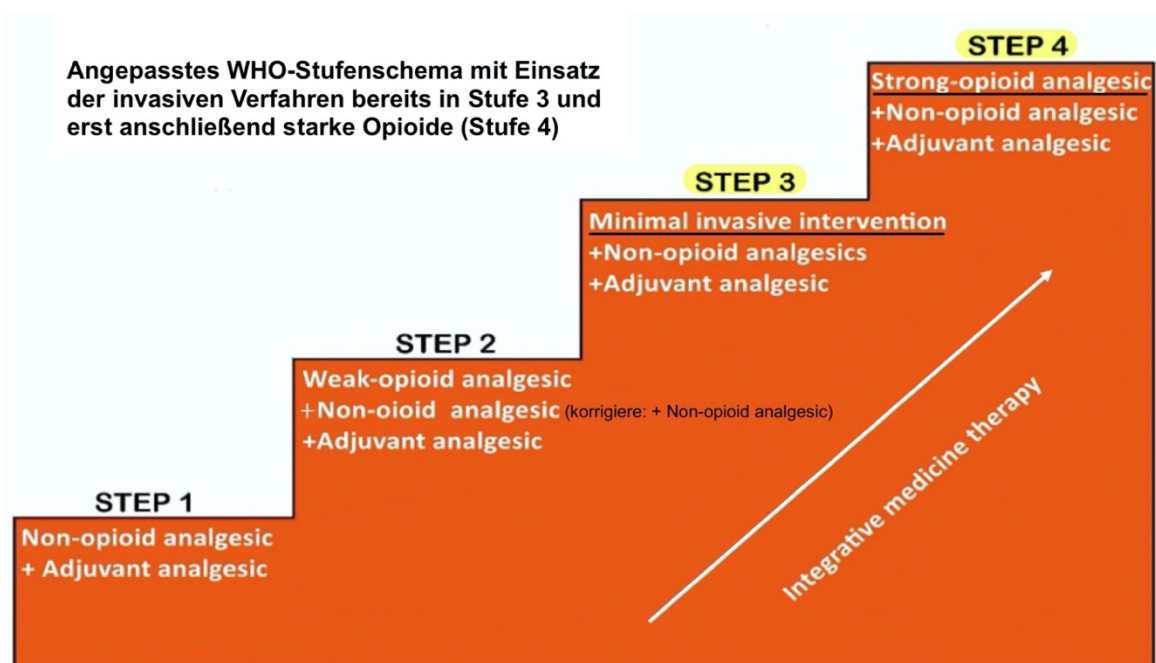 Angepasstes WHO-Stufenschema mit Einsatz
der invasiven Verfahren bereits in Stufe 3 und
erst anschließend starke Opioide (Stufe 4)
STEP 4
Strong-opioid analgesic
+Non-opioid analgesic
+Adjuvant analgesic
STEP 3
Minimal invasive intervention
+Non-opioid analgesics
+Adjuvant analgesic
STEP 2
Weak-opioid analgesic
+Non-oioid analgesic (korrigiere: + Non-opioid analgesic)
+Adjuvant analgesic
STEP 1
Non-opioid analgesic
+ Adjuvant analgesic
Integrative medicine therapy